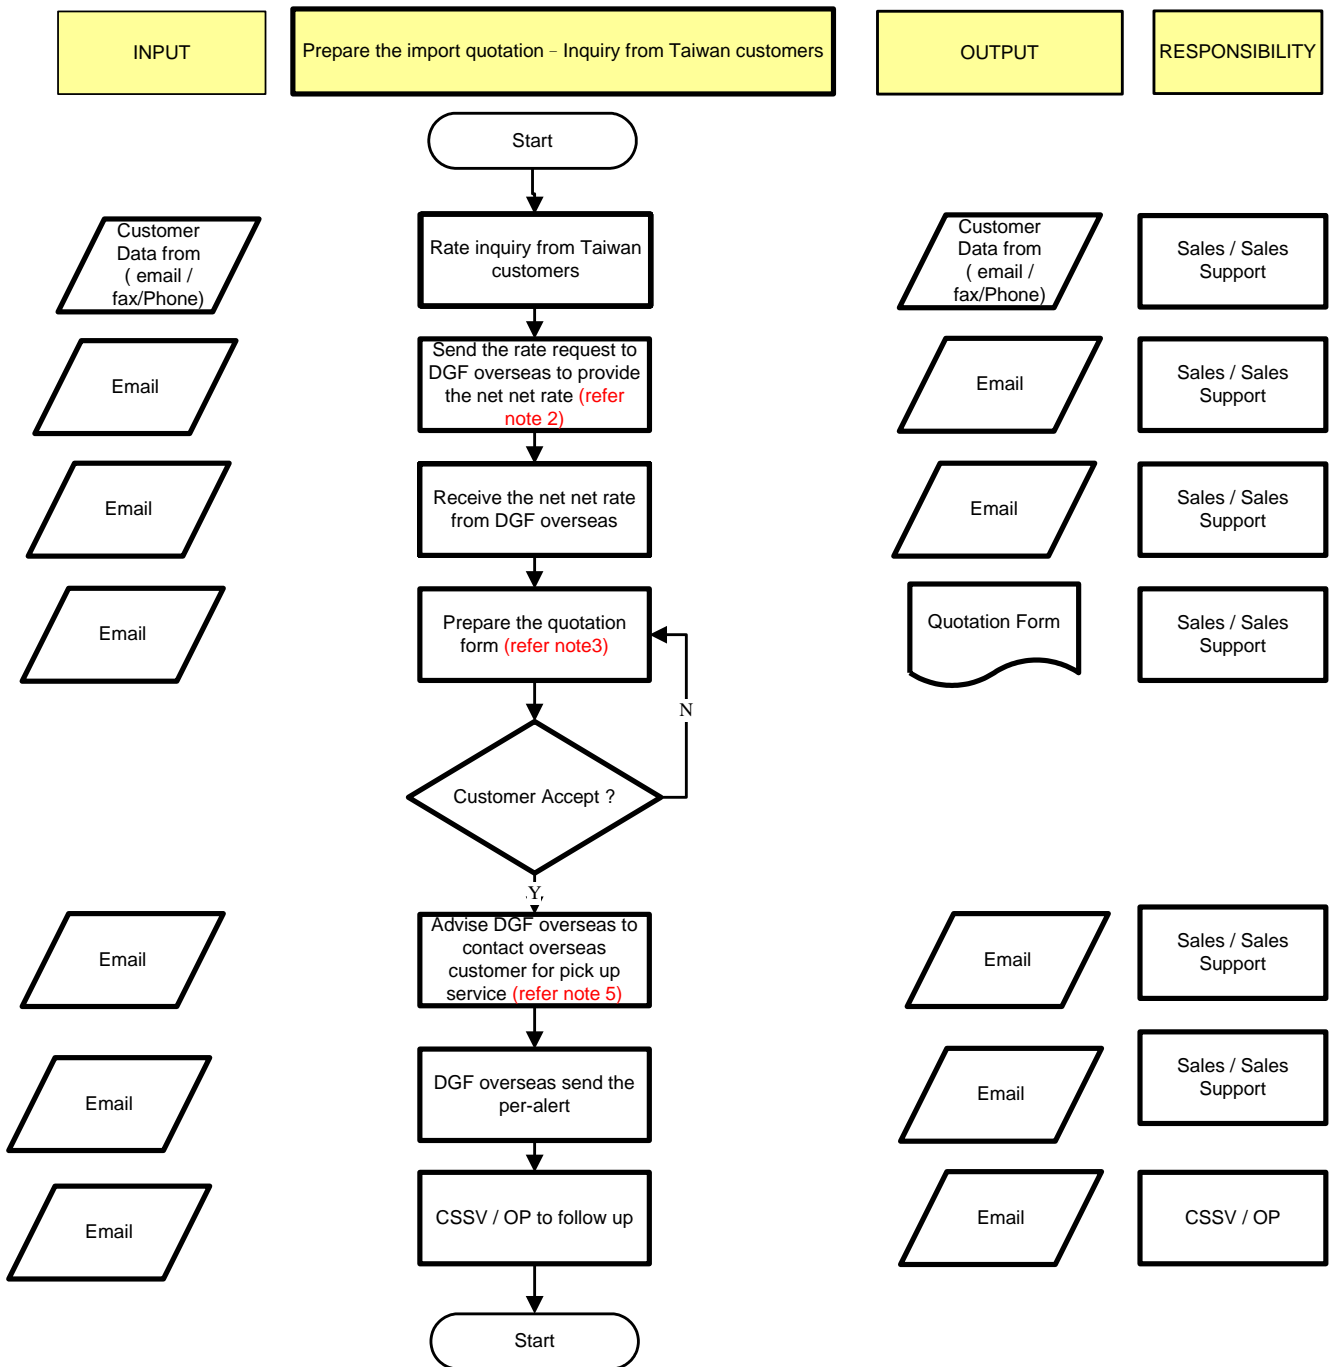 INPUT
Prepare the import quotation – Inquiry from Taiwan customers
OUTPUT
RESPONSIBILITY
Start
Customer
Data from
( email /
fax/Phone)
Rate inquiry from Taiwan
customers
Customer
Data from
( email /
fax/Phone)
Sales / Sales
Support
Email
Send the rate request to
DGF overseas to provide
the net net rate (refer
note 2)
Email
Sales / Sales
Support
Email
Receive the net net rate
from DGF overseas
Email
Sales / Sales
Support
Email
Prepare the quotation
form (refer note3)
Quotation Form
Sales / Sales
Support
N
Customer Accept ?
Y
Email
Advise DGF overseas to
contact overseas
customer for pick up
service (refer note 5)
Email
Sales / Sales
Support
Email
DGF overseas send the
per-alert
Email
Sales / Sales
Support
Email
CSSV / OP to follow up
Email
CSSV / OP
Start